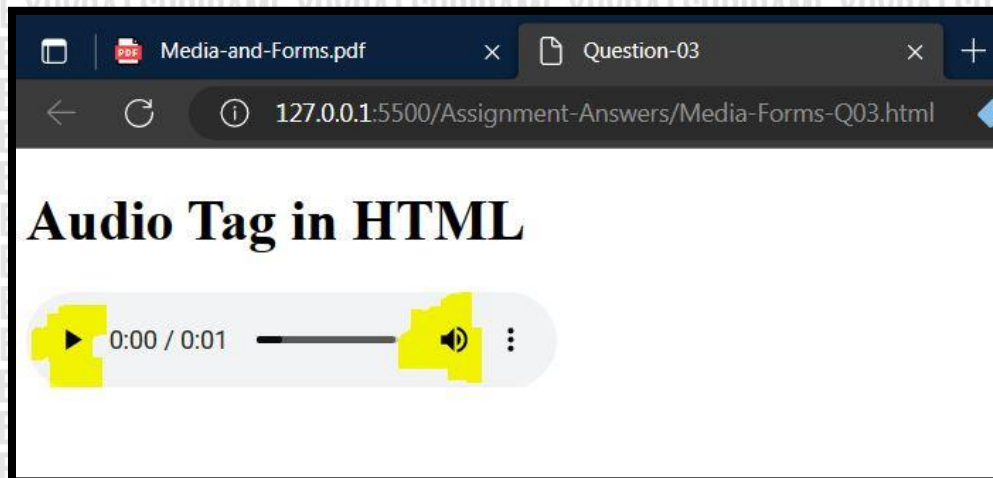 PDF Media-and-Forms.pdf Question-03
127.0.0.1:5500/Assignment-Answers/Media-Forms-Q03.html
Audio Tag in HTML
0:00 / 0:01